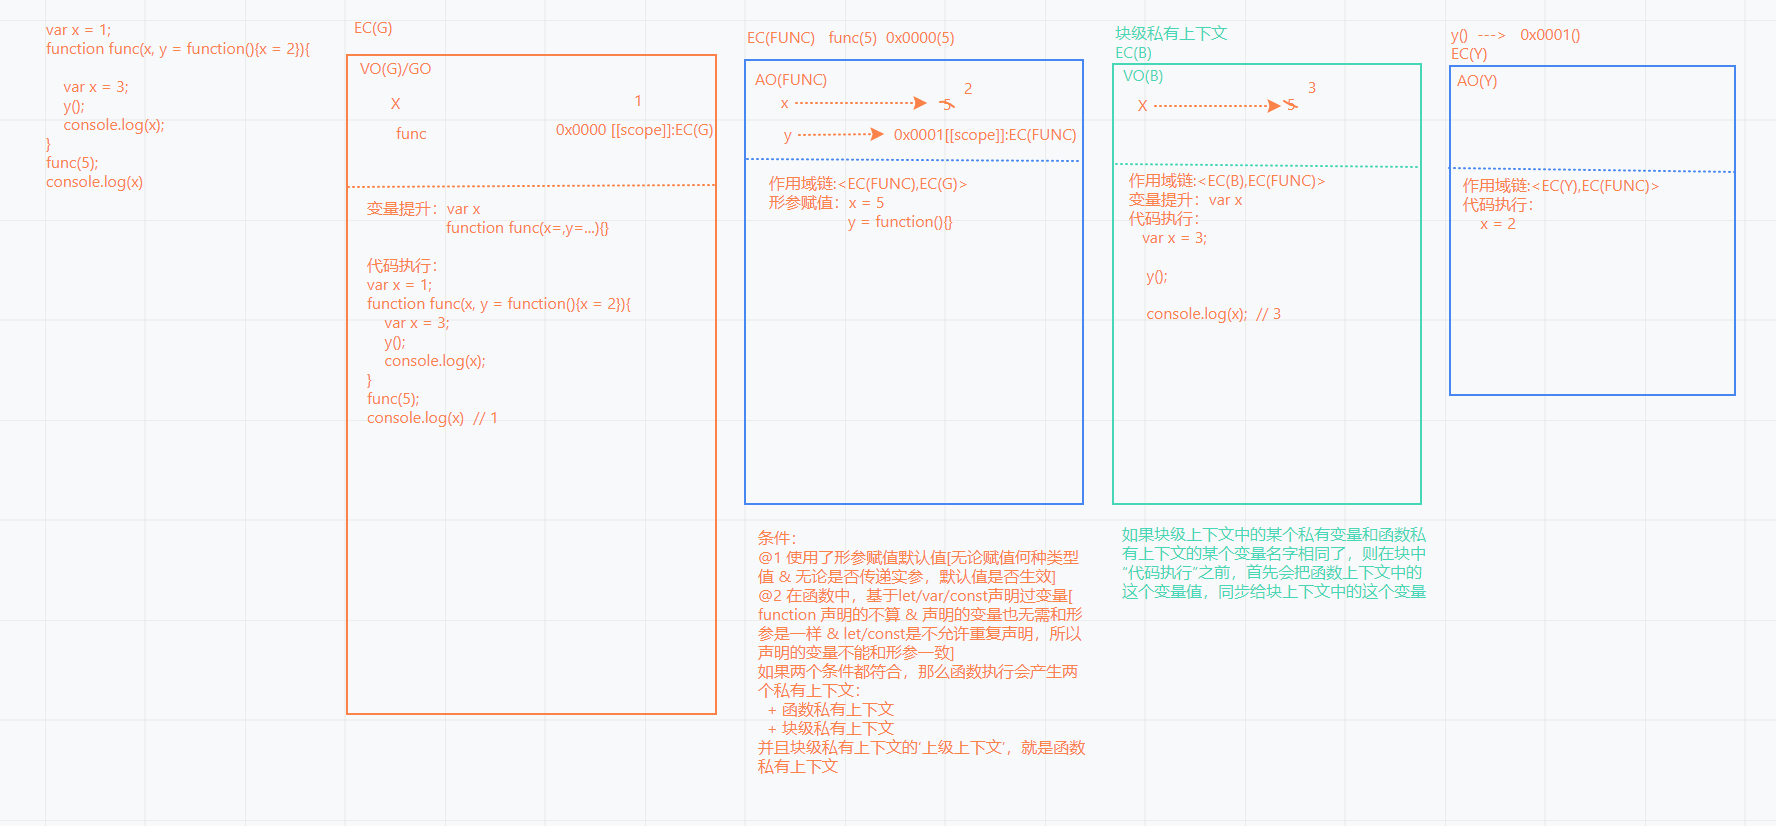 var x = 1;
function func(x, y = function(){x = 2}){
var x = 3;
y();
console.log(x);
}
func(5);
console.log(x)
EC(G)
VO(G)/GO
X
1
func
0x0000 [[scope]]:EC(G)
变量提升：var x
function func(x=,y=...){}
代码执行：
var x = 1;
function func(x, y = function(){x = 2}){
var x = 3;
y();
console.log(x);
}
func(5);
console.log(x)  // 1
EC(FUNC)   func(5)  0x0000(5)
AO(FUNC)
2
x
5
y
0x0001[[scope]]:EC(FUNC)
作用域链:<EC(FUNC),EC(G)>
形参赋值：x = 5
y = function(){}
条件：
@1 使用了形参赋值默认值[无论赋值何种类型
值 & 无论是否传递实参，默认值是否生效]
@2 在函数中，基于let/var/const声明过变量[
function 声明的不算 & 声明的变量也无需和形
参是一样 & let/const是不允许重复声明，所以
声明的变量不能和形参一致]
如果两个条件都符合，那么函数执行会产生两
个私有上下文：
+ 函数私有上下文
+ 块级私有上下文
并且块级私有上下文的‘上级上下文’，就是函数
私有上下文
块级私有上下文
EC(B)
VO(B)
3
X
5
作用域链:<EC(B),EC(FUNC)>
变量提升：var x
代码执行：
var x = 3;
y();
console.log(x);  // 3
如果块级上下文中的某个私有变量和函数私
有上下文的某个变量名字相同了，则在块中
“代码执行”之前，首先会把函数上下文中的
这个变量值，同步给块上下文中的这个变量
y()  --->   0x0001()
EC(Y)
AO(Y)
作用域链:<EC(Y),EC(FUNC)>
代码执行：
x = 2